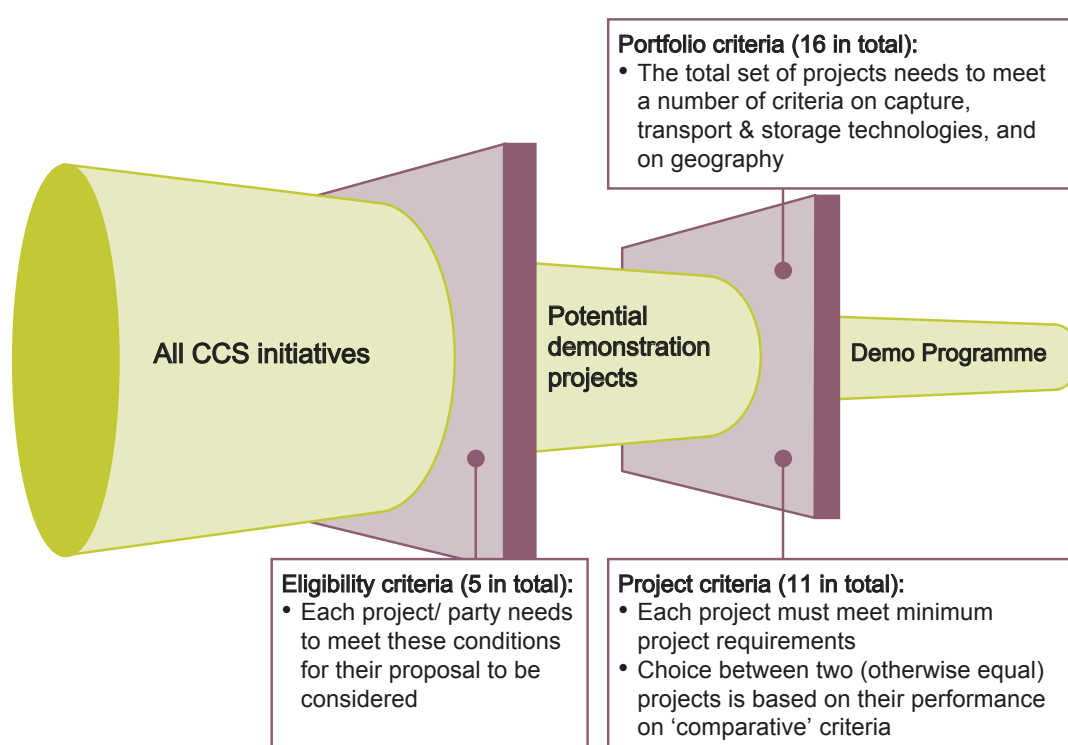 Portfolio criteria (16 in total):
• The total set of projects needs to meet
a number of criteria on capture,
transport & storage technologies, and
on geography
All CCS initiatives
Potential
demonstration
projects
Demo Programme
Eligibility criteria (5 in total):
• Each project/ party needs
to meet these conditions
for their proposal to be
considered
Project criteria (11 in total):
• Each project must meet minimum
project requirements
• Choice between two (otherwise equal)
projects is based on their performance
on ‘comparative’ criteria